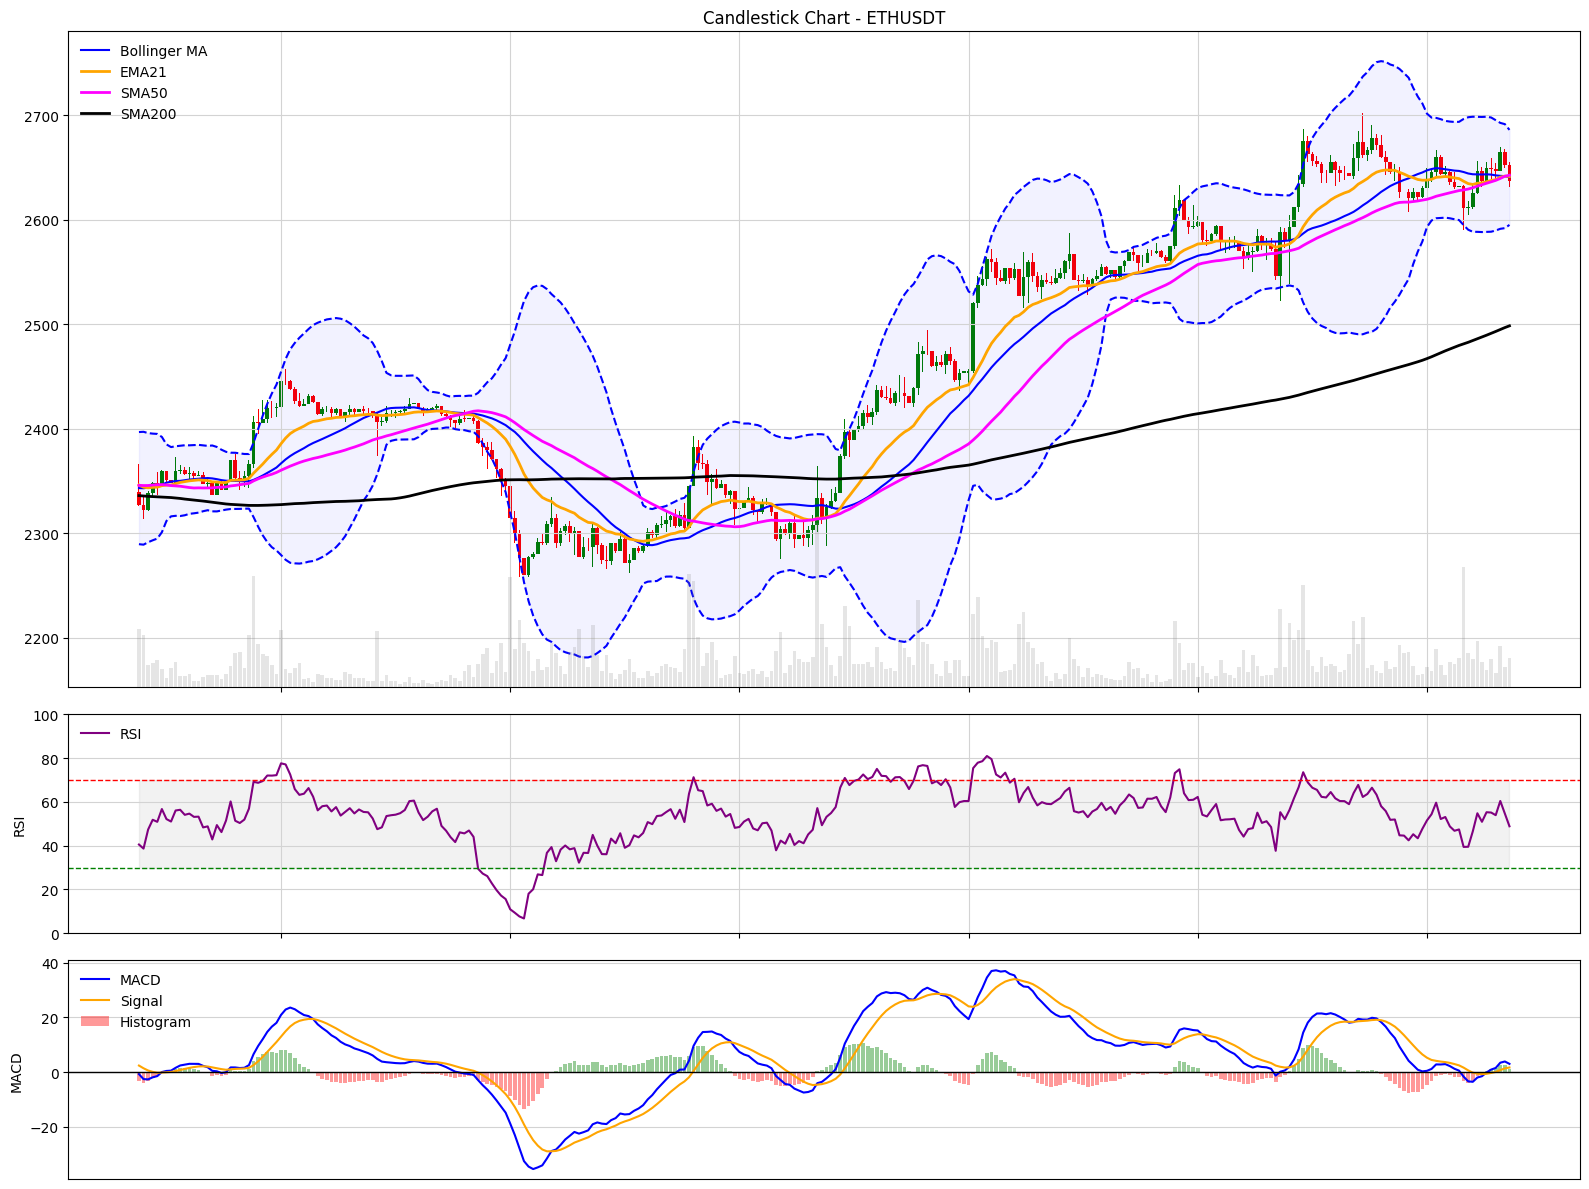 Candlestick Chart - ETHUSDT
Bollinger MA
EMA21
SMA50
SMA200
2700
2600
2500
2400
2300
2200
RSI
100
80
60
40
20
0
RSI
MACD
Signal
Histogram
40
20
0
−20
MACD